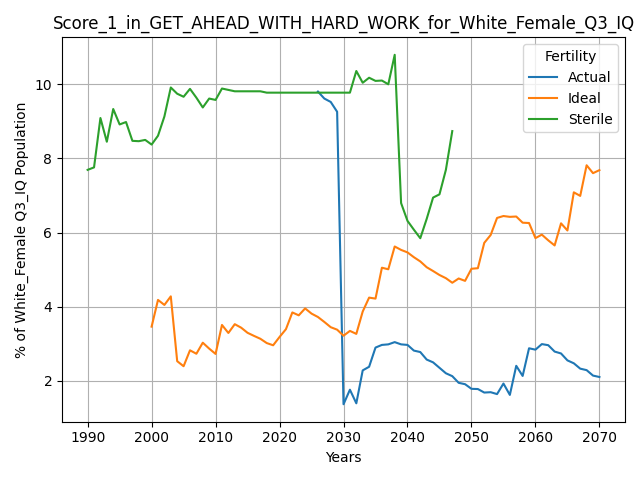 Score_1_in_GET_AHEAD_WITH_HARD_WORK_for_White_Female_Q3_IQ
% of White_Female Q3_IQ Population
10
8
6
4
2
Fertility
Actual
Ideal
Sterile
1990 2000 2010 2020 2030 2040 2050 2060 2070
Years